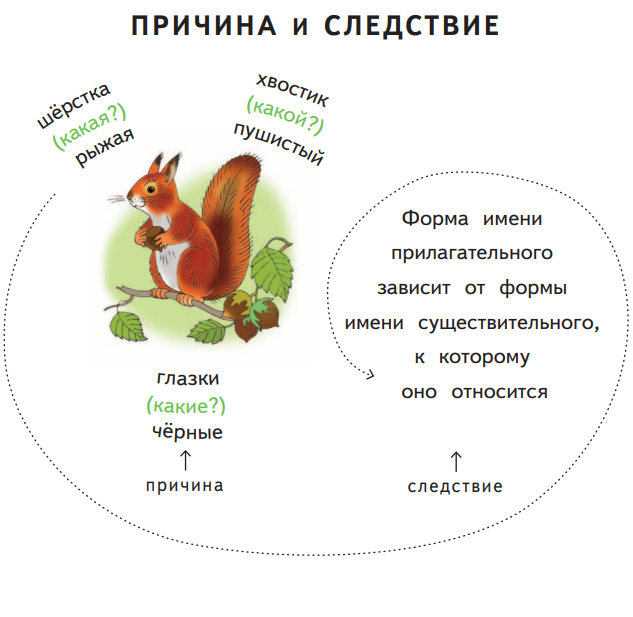 ПРИЧИНА и СЛЕДСТВИЕ
шёрстка
(какая?)
рыжая
хвостик
(какой?)
пушистый
глазки
(какие?)
чёрные
причина
Форма имени
прилагательного
зависит от формы
имени существительного,
к которому
оно относится
следствие